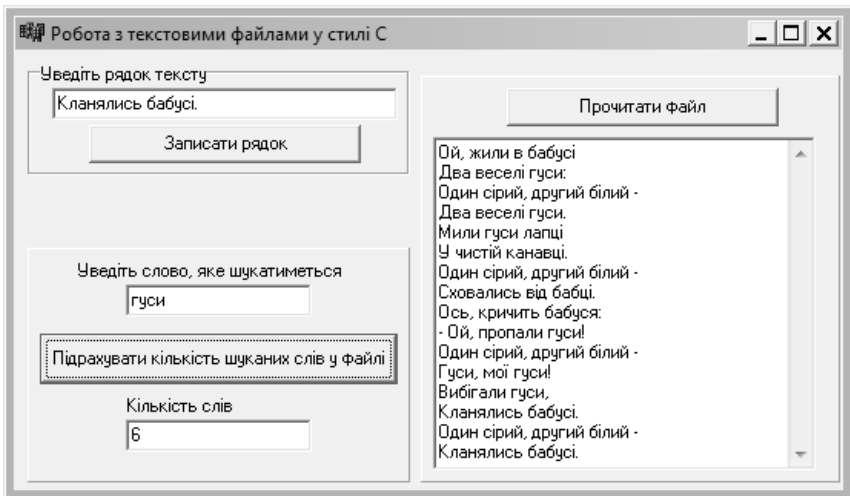 Робота з текстовими файлами у стилі C
Уведіть рядок тексту
Кланялись бабусі.
Записати рядок
Уведіть слово, яке шукатиметься
гуси
Підрахувати кількість шуканих слів у файлі
Кількість слів
6
Прочитати файл
Ой, жили в бабусі
Два веселі гуси:
Один сірий, другий білий -
Два веселі гуси.
Мили гуси лапці
У чистій канавці.
Один сірий, другий білий -
Сховались від бабці.
Ось, кричить бабуся:
- Ой, пропали гуси!
Один сірий, другий білий -
Гуси, мої гуси!
Вибігали гуси,
Кланялись бабусі.
Один сірий, другий білий -
Кланялись бабусі.